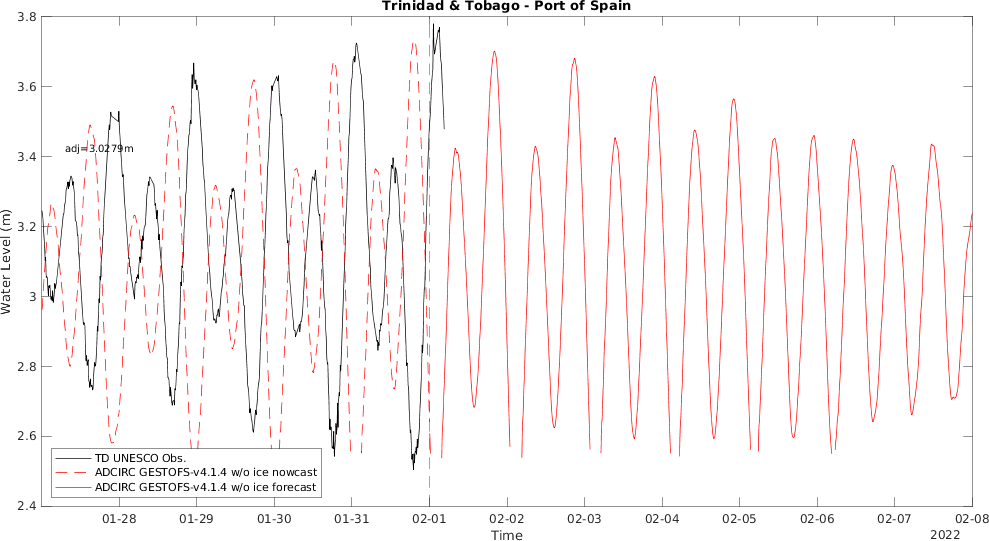 Trinidad & Tobago - Port of Spain
3.8
3.6
3.4
3.2
3
2.8
2.6
2.4
Water Level (m)
adj=3.0279m
TD UNESCO Obs.
ADCIRC GESTOFS-v4.1.4 w/o ice nowcast
ADCIRC GESTOFS-v4.1.4 w/o ice forecast
01-28 01-29 01-30 01-31 02-01 02-02 02-03 02-04 02-05 02-06 02-07 02-08
Time
2022